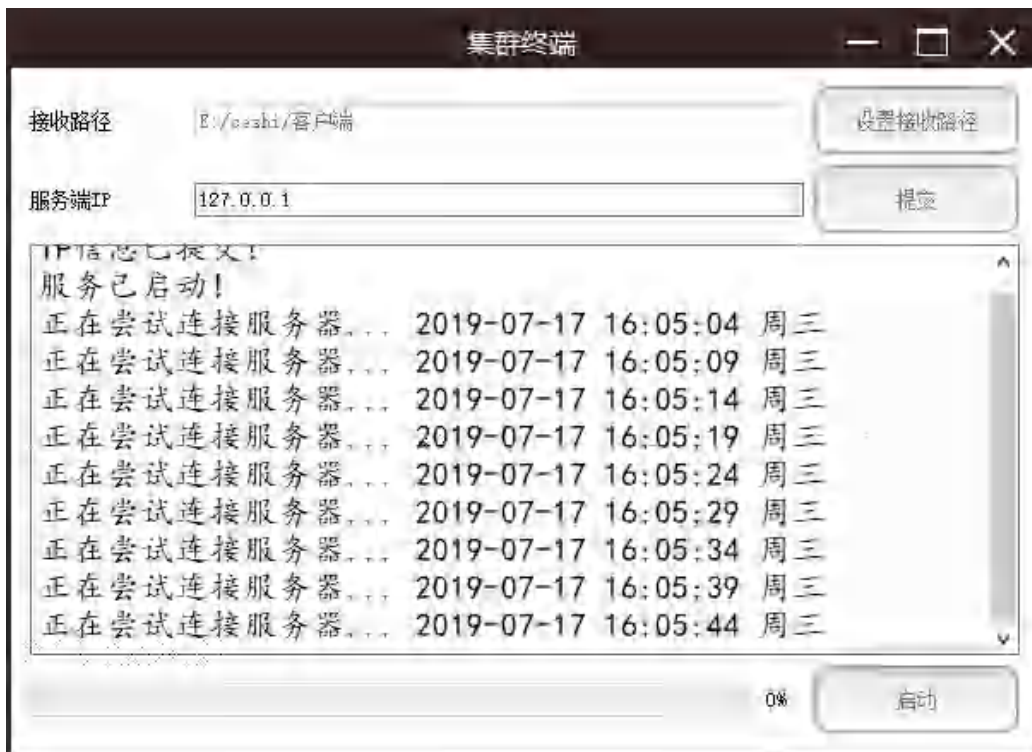 集群终端
接收路径 E:/ceshi/客户端 设置接收路径
服务端IP 127.0.0.1 提交
IP信息已提交!
服务已启动!
正在尝试连接服务器... 2019-07-17 16:05:04 周三
正在尝试连接服务器... 2019-07-17 16:05:09 周三
正在尝试连接服务器... 2019-07-17 16:05:14 周三
正在尝试连接服务器... 2019-07-17 16:05:19 周三
正在尝试连接服务器... 2019-07-17 16:05:24 周三
正在尝试连接服务器... 2019-07-17 16:05:29 周三
正在尝试连接服务器... 2019-07-17 16:05:34 周三
正在尝试连接服务器... 2019-07-17 16:05:39 周三
正在尝试连接服务器... 2019-07-17 16:05:44 周三
0% 启动